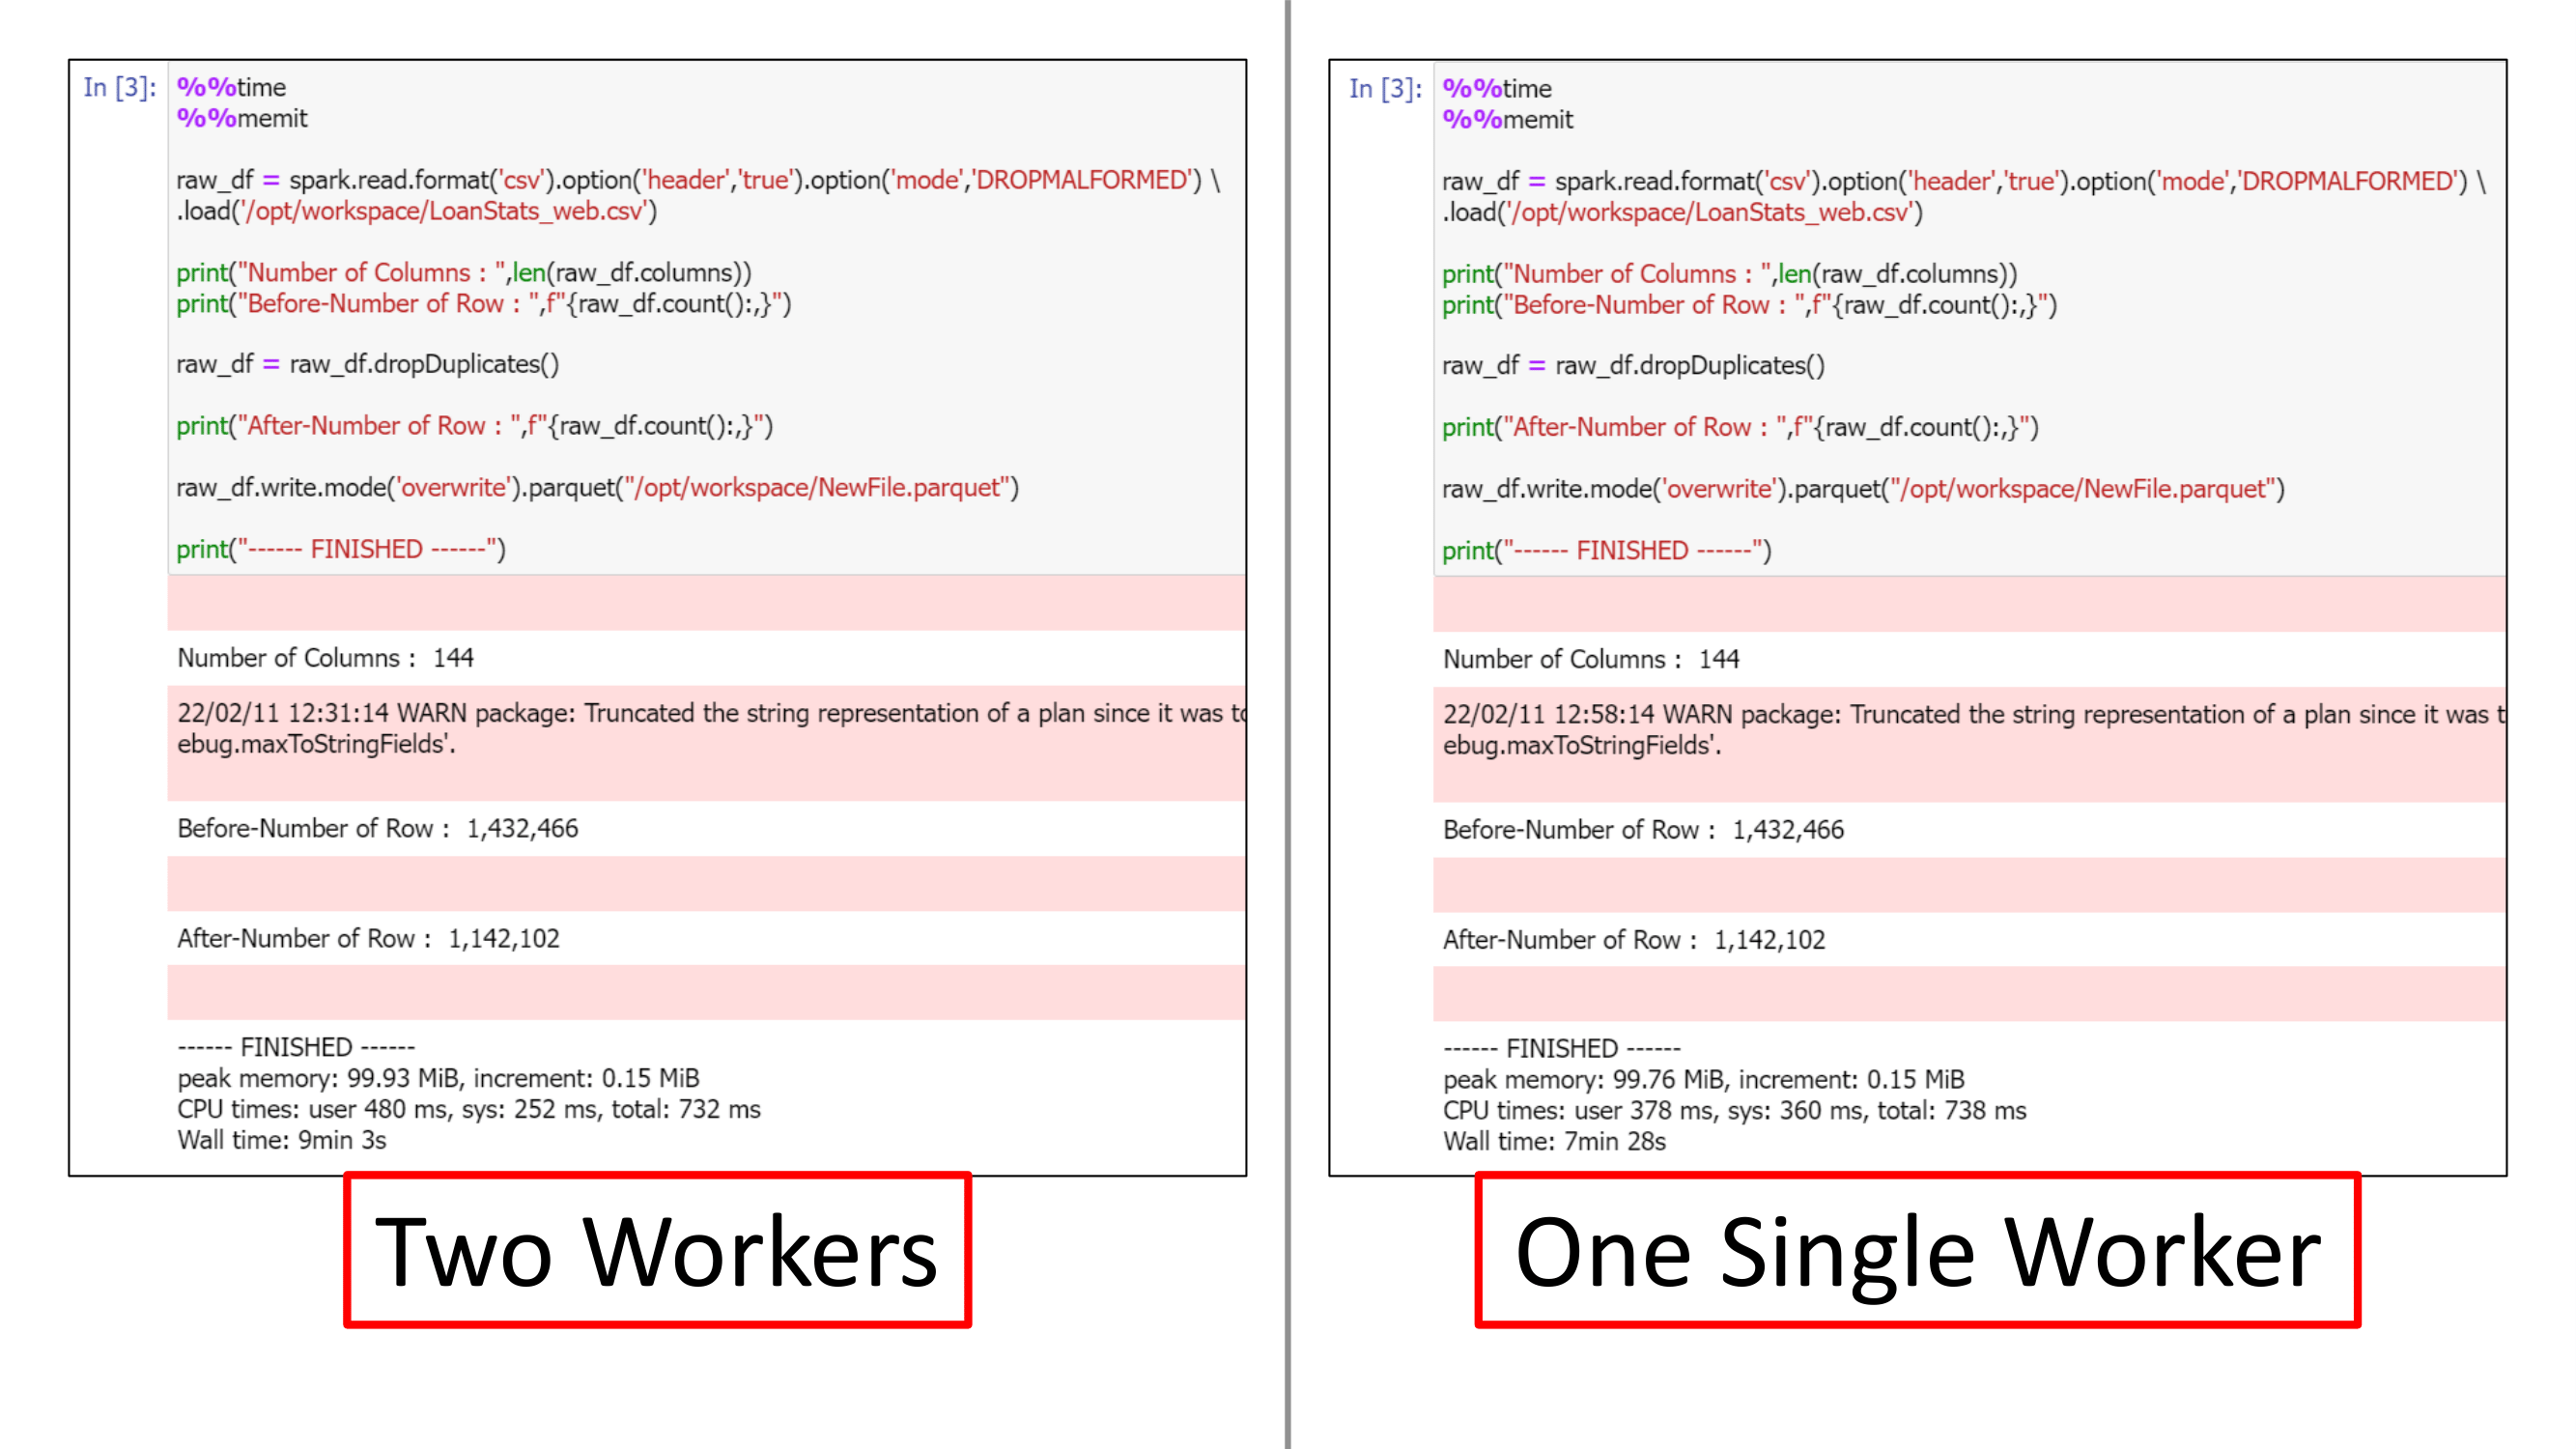 In [3]: %%time
%%memit
raw_df = spark.read.format('csv').option('header','true').option('mode','DROPMALFORMED') \
.load('/opt/workspace/LoanStats_web.csv')
print("Number of Columns : ",len(raw_df.columns))
print("Before-Number of Row : ",f"{raw_df.count():,}")
raw_df = raw_df.dropDuplicates()
print("After-Number of Row : ",f"{raw_df.count():,}")
raw_df.write.mode('overwrite').parquet("/opt/workspace/NewFile.parquet")
print("------ FINISHED ------")
Number of Columns :  144
22/02/11 12:31:14 WARN package: Truncated the string representation of a plan since it was
ebug.maxToStringFields'.
Before-Number of Row :  1,432,466
After-Number of Row :  1,142,102
------ FINISHED ------
peak memory: 99.93 MiB, increment: 0.15 MiB
CPU times: user 480 ms, sys: 252 ms, total: 732 ms
Wall time: 9min 3s
Two Workers
In [3]: %%time
%%memit
raw_df = spark.read.format('csv').option('header','true').option('mode','DROPMALFORMED') \
.load('/opt/workspace/LoanStats_web.csv')
print("Number of Columns : ",len(raw_df.columns))
print("Before-Number of Row : ",f"{raw_df.count():,}")
raw_df = raw_df.dropDuplicates()
print("After-Number of Row : ",f"{raw_df.count():,}")
raw_df.write.mode('overwrite').parquet("/opt/workspace/NewFile.parquet")
print("------ FINISHED ------")
Number of Columns :  144
22/02/11 12:58:14 WARN package: Truncated the string representation of a plan since it was t
ebug.maxToStringFields'.
Before-Number of Row :  1,432,466
After-Number of Row :  1,142,102
------ FINISHED ------
peak memory: 99.76 MiB, increment: 0.15 MiB
CPU times: user 378 ms, sys: 360 ms, total: 738 ms
Wall time: 7min 28s
One Single Worker